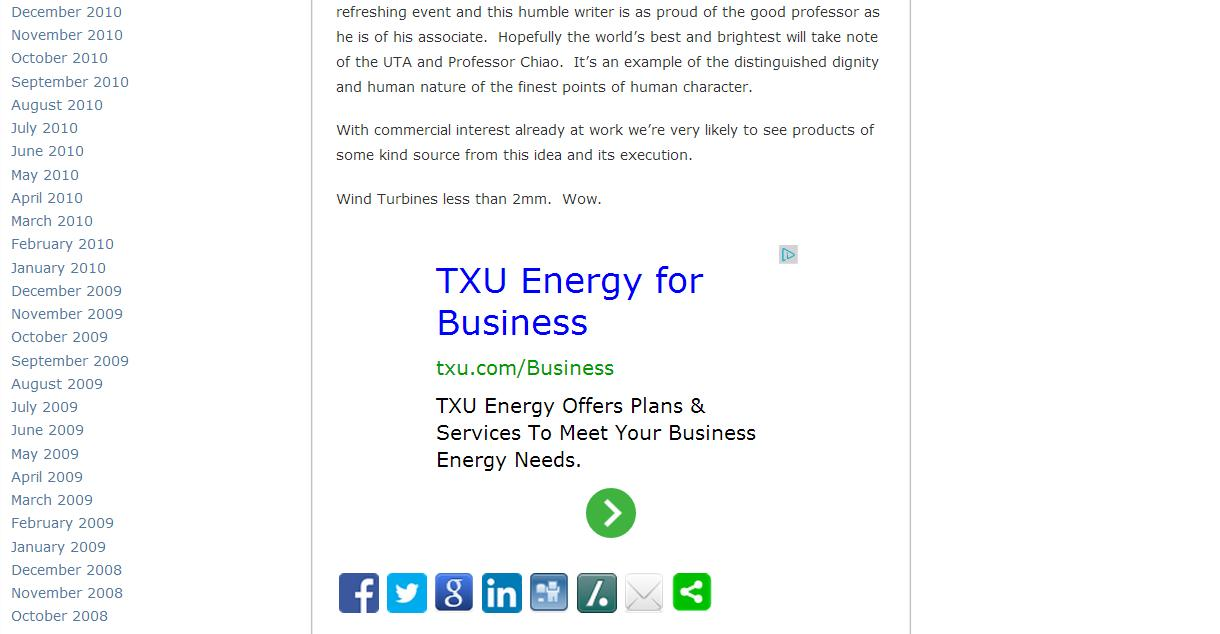 December 2010
November 2010
October 2010
September 2010
August 2010
July 2010
June 2010
May 2010
April 2010
March 2010
February 2010
January 2010
December 2009
November 2009
October 2009
September 2009
August 2009
July 2009
June 2009
May 2009
April 2009
March 2009
February 2009
January 2009
December 2008
November 2008
October 2008
refreshing event and this humble writer is as proud of the good professor as
he is of his associate.  Hopefully the world’s best and brightest will take note
of the UTA and Professor Chiao.  It’s an example of the distinguished dignity
and human nature of the finest points of human character.
With commercial interest already at work we’re very likely to see products of
some kind source from this idea and its execution.
Wind Turbines less than 2mm.  Wow.
TXU Energy for
Business
txu.com/Business
TXU Energy Offers Plans &
Services To Meet Your Business
Energy Needs.